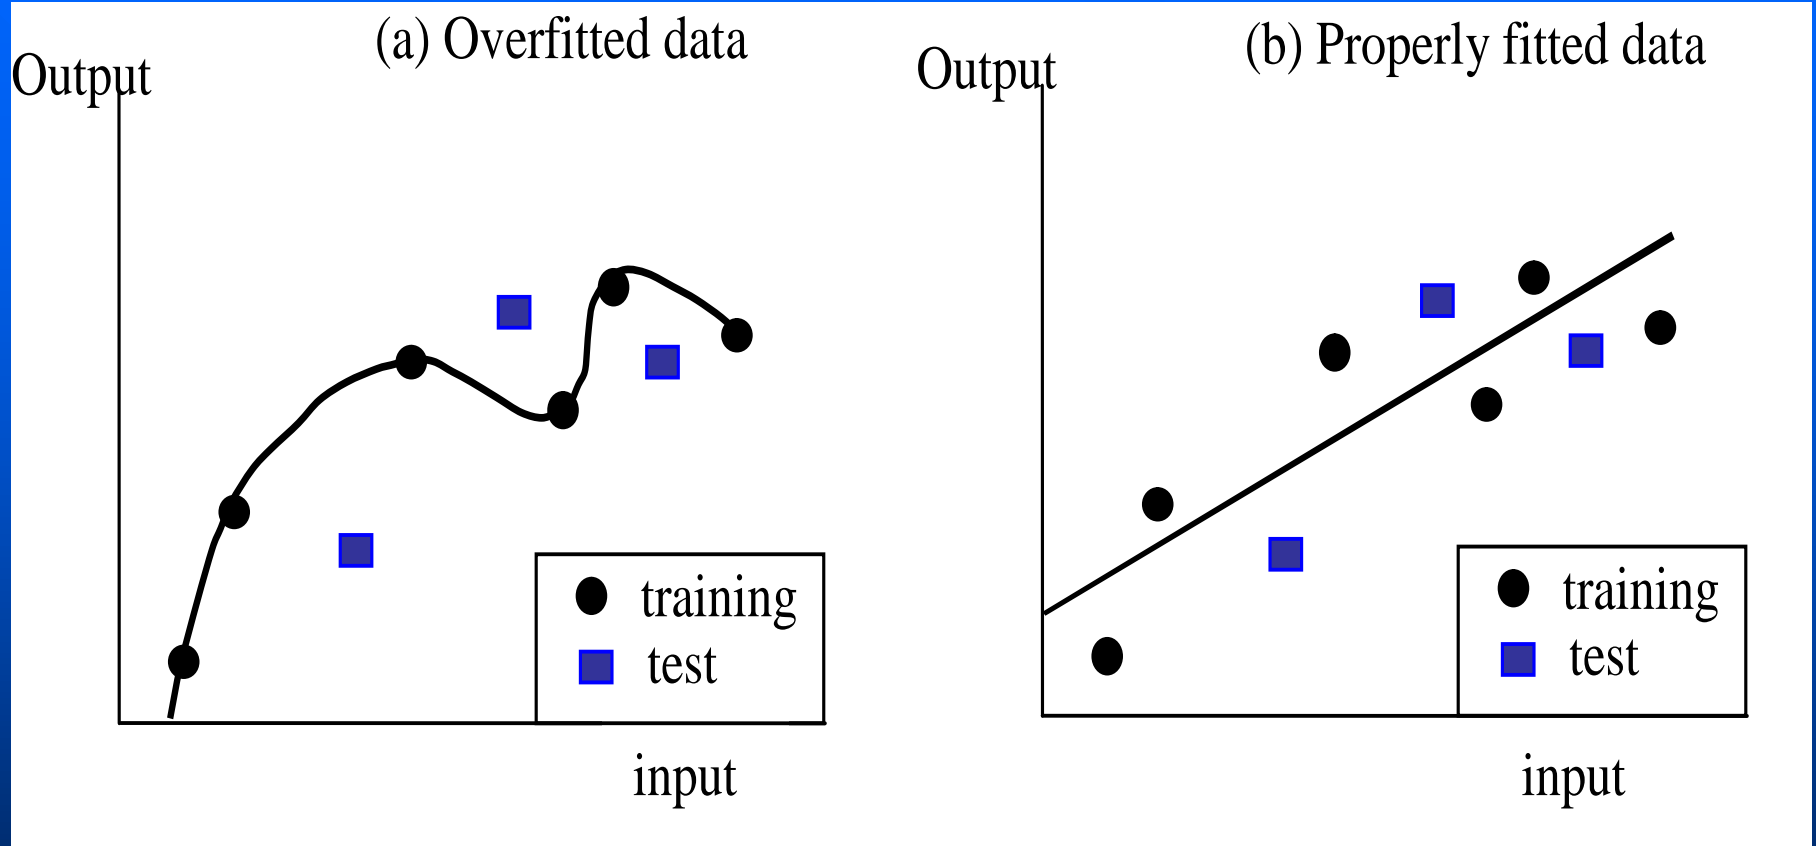 (a) Overfitted data
Output
training
test
input
(b) Properly fitted data
Output
training
test
input